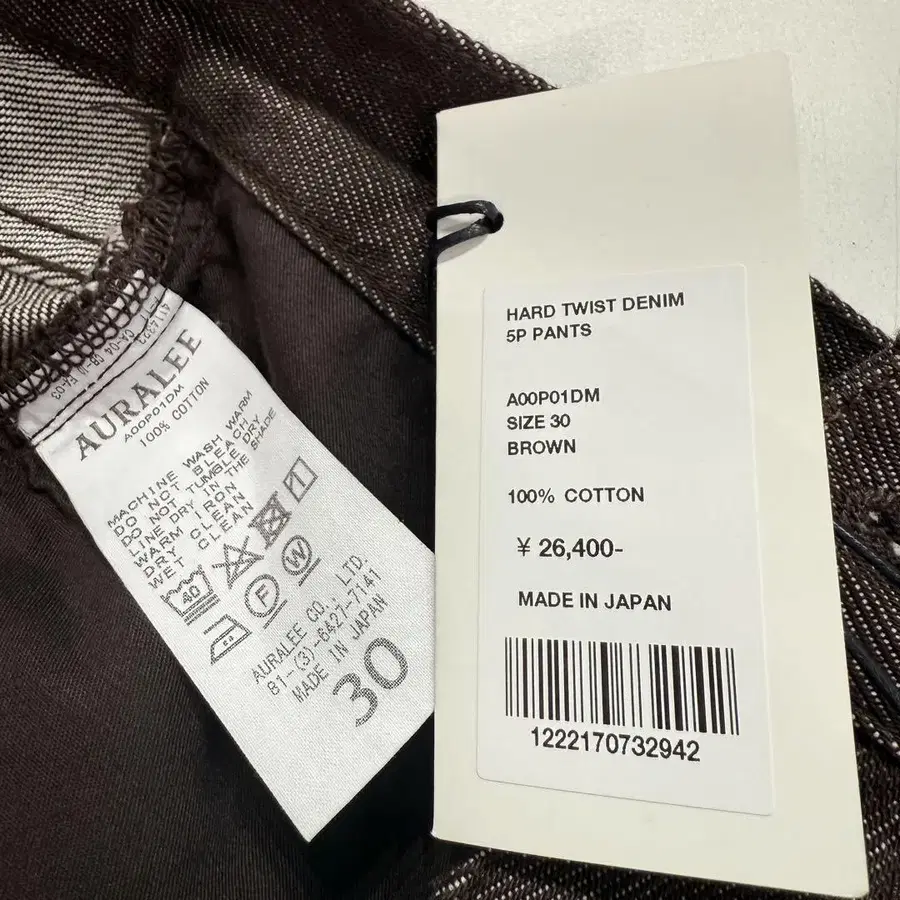 AURALEE
A00P01DM
100% COTTON
MACHINE WASH WARM
DO NOT BLEACH
DO NOT TUMBLE DRY
LINE DRY IN THE SHADE
WARM IRON
DRY CLEAN
WET CLEAN
40
F
W
AURALEE CO., LTD.
81-(3)-6427-7141
MADE IN JAPAN
30
HARD TWIST DENIM
5P PANTS
A00P01DM
SIZE 30
BROWN
100% COTTON
¥ 26,400-
MADE IN JAPAN
1222170732942